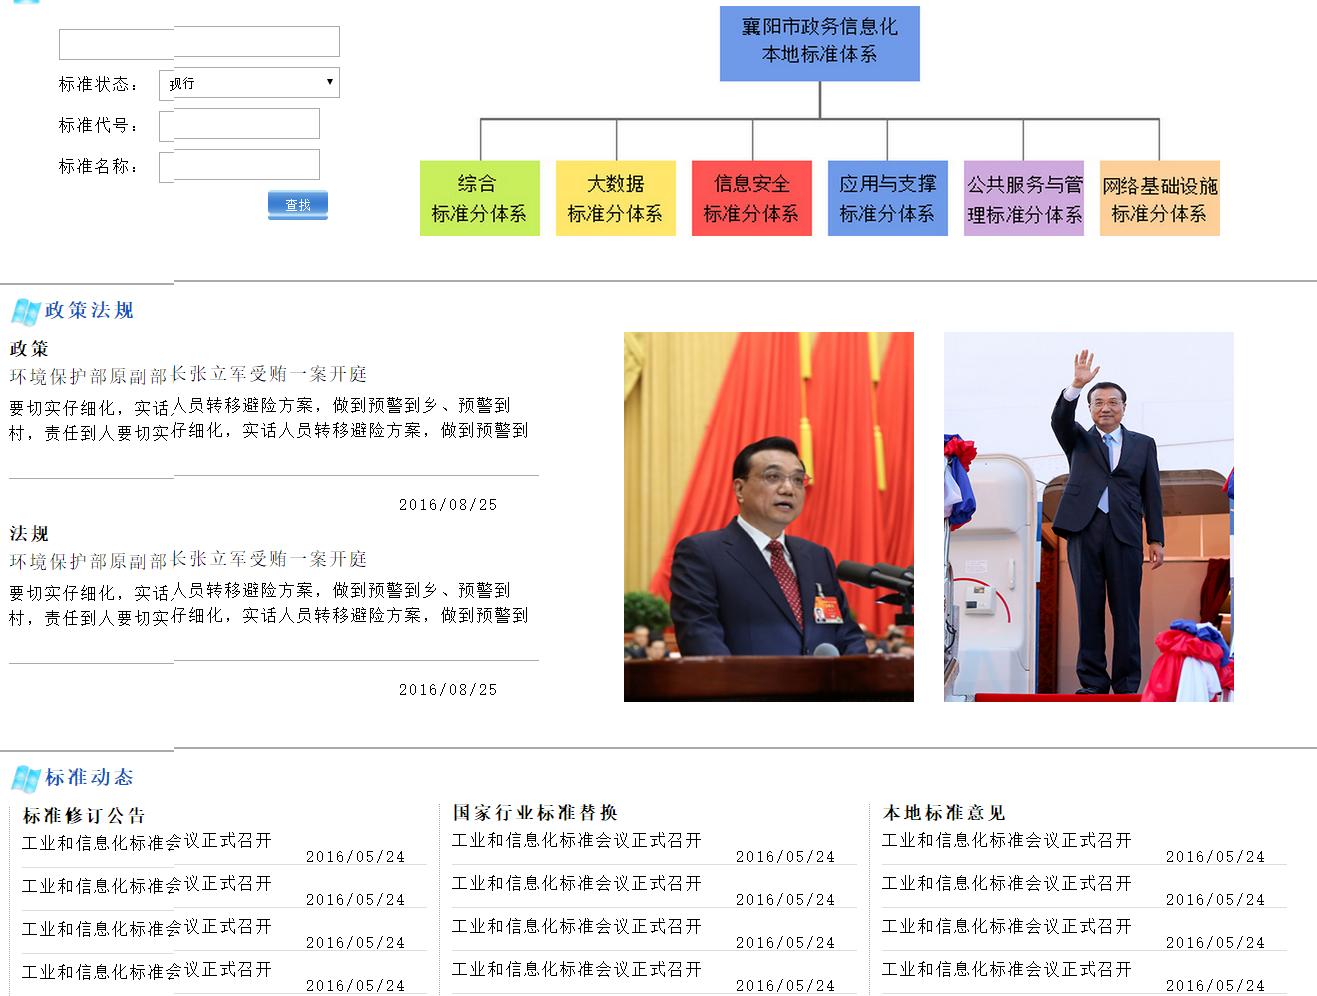 标准状态：
现行
标准代号：
标准名称：
查找
襄阳市政务信息化
本地标准体系
综合
标准分体系
大数据
标准分体系
信息安全
标准分体系
应用与支撑
标准分体系
公共服务与管
理标准分体系
网络基础设施
标准分体系
政策法规
政策
环境保护部原副部长张立军受贿一案开庭
要切实仔细化，实话人员转移避险方案，做到预警到乡、预警到
村，责任到人要切实仔细化，实话人员转移避险方案，做到预警到
2016/08/25
法规
环境保护部原副部长张立军受贿一案开庭
要切实仔细化，实话人员转移避险方案，做到预警到乡、预警到
村，责任到人要切实仔细化，实话人员转移避险方案，做到预警到
2016/08/25
标准动态
标准修订公告
工业和信息化标准会议正式召开
2016/05/24
工业和信息化标准会议正式召开
2016/05/24
工业和信息化标准会议正式召开
2016/05/24
工业和信息化标准会议正式召开
2016/05/24
国家行业标准替换
工业和信息化标准会议正式召开
2016/05/24
工业和信息化标准会议正式召开
2016/05/24
工业和信息化标准会议正式召开
2016/05/24
工业和信息化标准会议正式召开
2016/05/24
本地标准意见
工业和信息化标准会议正式召开
2016/05/24
工业和信息化标准会议正式召开
2016/05/24
工业和信息化标准会议正式召开
2016/05/24
工业和信息化标准会议正式召开
2016/05/24